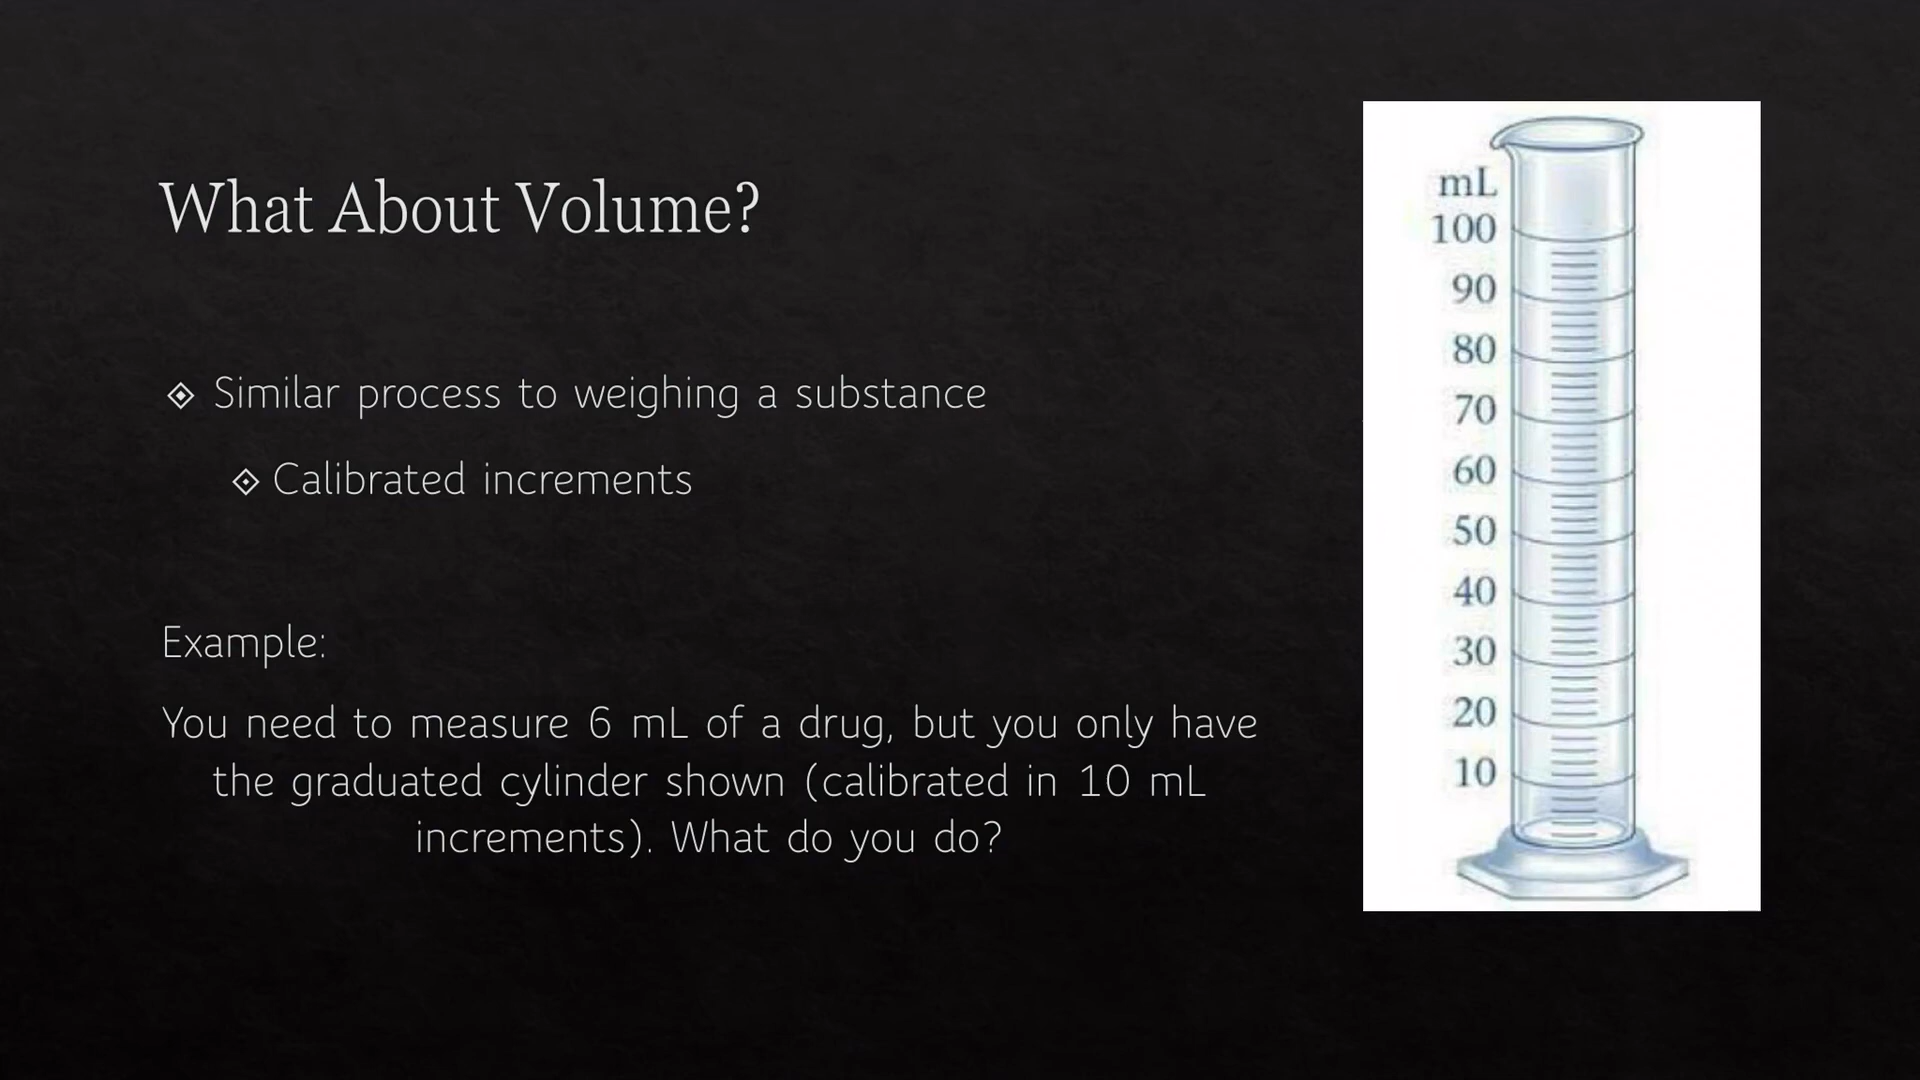 What About Volume?
Similar process to weighing a substance
Calibrated increments
Example:
You need to measure 6 mL of a drug, but you only have
the graduated cylinder shown (calibrated in 10 mL
increments). What do you do?
mL
100
90
80
70
60
50
40
30
20
10